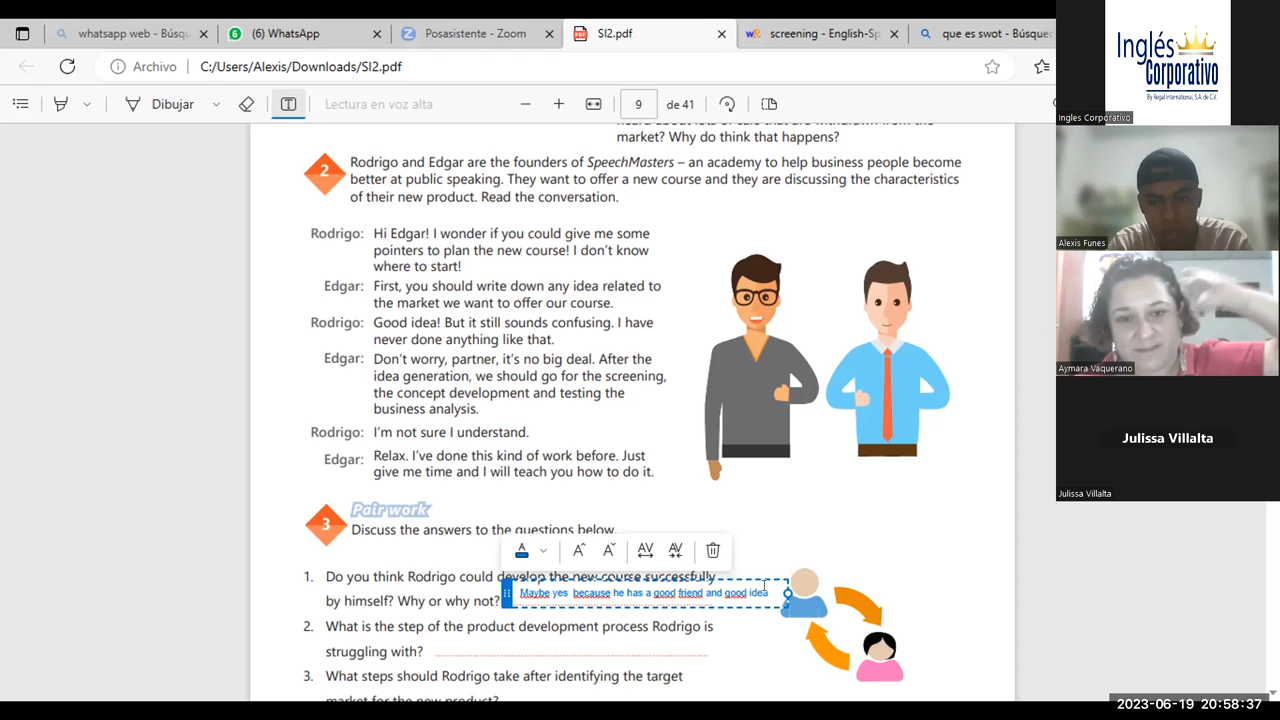 whatsapp web - Búsqu
(6) WhatsApp
Posasistente - Zoom
SI2.pdf
screening - English-Sp
que es swot - Búsque
Archivo
C:/Users/Alexis/Downloads/SI2.pdf
Dibujar
Lectura en voz alta
9
de 41
market? Why do think that happens?
2
Rodrigo and Edgar are the founders of SpeechMasters – an academy to help business people become
better at public speaking. They want to offer a new course and they are discussing the characteristics
of their new product. Read the conversation.
Rodrigo: Hi Edgar! I wonder if you could give me some
pointers to plan the new course! I don't know
where to start!
Edgar: First, you should write down any idea related to
the market we want to offer our course.
Rodrigo: Good idea! But it still sounds confusing. I have
never done anything like that.
Edgar: Don't worry, partner, it's no big deal. After the
idea generation, we should go for the screening,
the concept development and testing the
business analysis.
Rodrigo: I'm not sure I understand.
Edgar: Relax. I've done this kind of work before. Just
give me time and I will teach you how to do it.
3
Pair work
Discuss the answers to the questions below.
1. Do you think Rodrigo could develop the new course successfully
by himself? Why or why not? Maybe yes because he has a good friend and good idea
2. What is the step of the product development process Rodrigo is
struggling with?
3. What steps should Rodrigo take after identifying the target
market for the new product?
Inglés
Corporativo
By Regal International, S.A. de C.V.
Ingles Corporativo
Alexis Funes
Aymara Vaquerano
Julissa Villalta
Julissa Villalta
2023-06-19 20:58:37